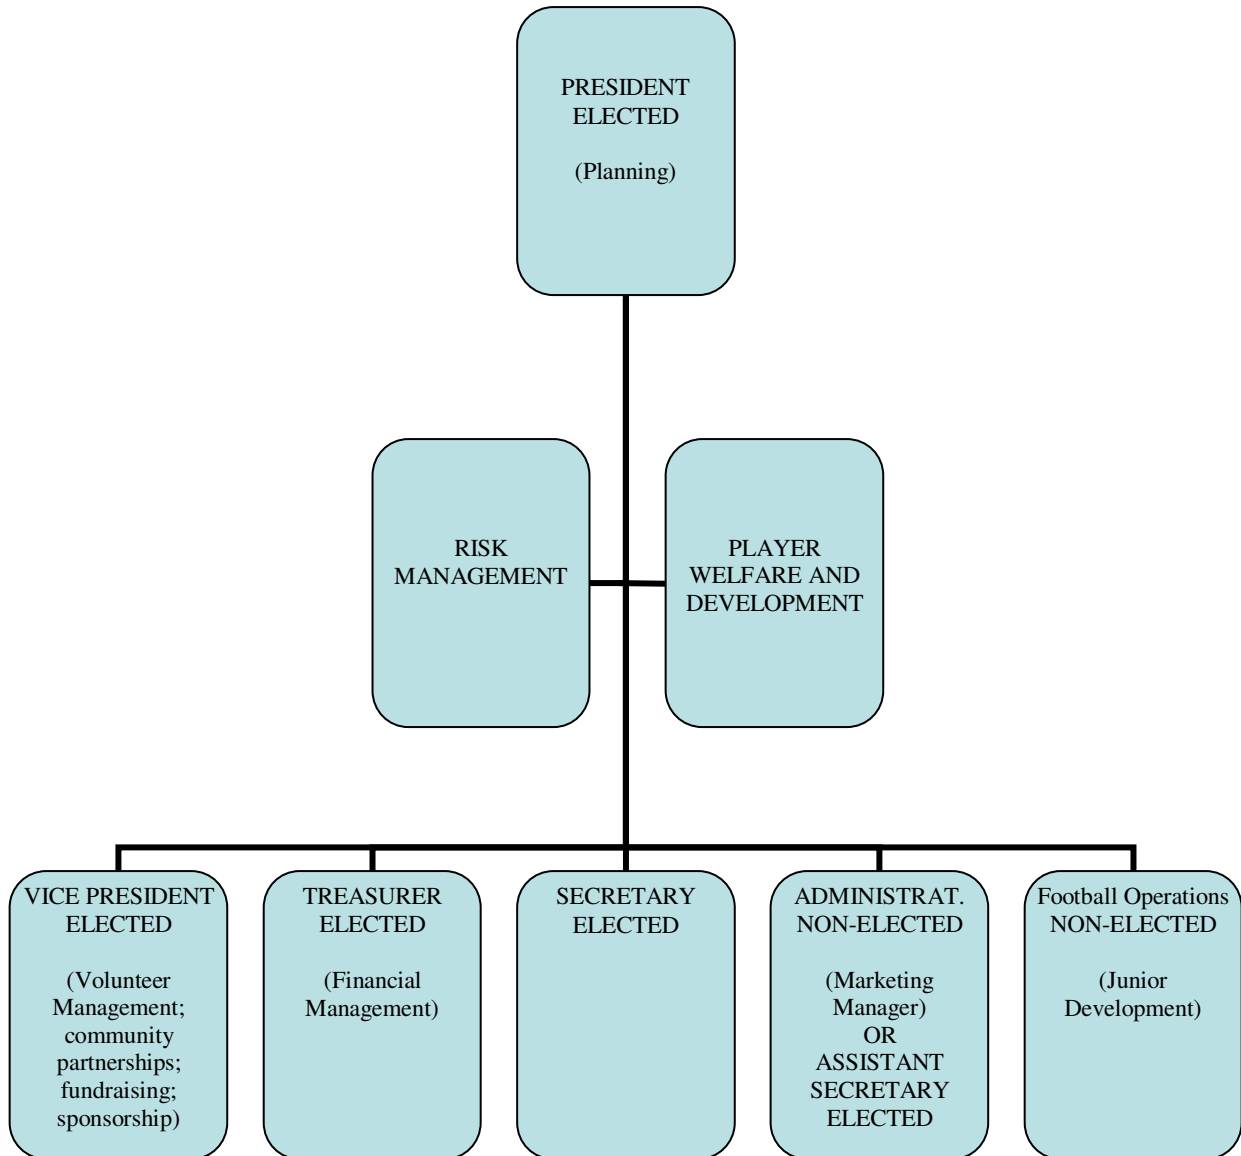 PRESIDENT
ELECTED
(Planning)
RISK
MANAGEMENT
PLAYER
WELFARE AND
DEVELOPMENT
VICE PRESIDENT
ELECTED
(Volunteer
Management;
community
partnerships;
fundraising;
sponsorship)
TREASURER
ELECTED
(Financial
Management)
SECRETARY
ELECTED
ADMINISTRAT.
NON-ELECTED
(Marketing
Manager)
OR
ASSISTANT
SECRETARY
ELECTED
Football Operations
NON-ELECTED
(Junior
Development)